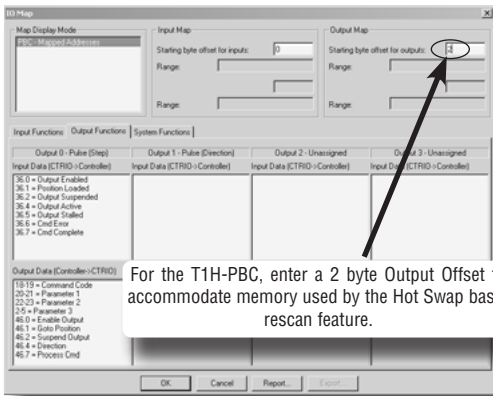 IO Map
Map Display Mode
PBC - Mapped Addresses
Input Map
Starting byte offset for inputs: 0
Range:
Range:
Output Map
Starting byte offset for outputs: 2
Range:
Range:
Input Functions Output Functions System Functions
Output 0 - Pulse (Step) Output 1 - Pulse (Direction) Output 2 - Unassigned Output 3 - Unassigned
Input Data (CTRIO->Controller) Input Data (CTRIO->Controller) Input Data (CTRIO->Controller) Input Data (CTRIO->Controller)
36.0 = Output Enabled
36.1 = Position Loaded
36.2 = Output Suspended
36.4 = Output Active
36.5 = Output Stalled
36.6 = Cmd Error
36.7 = Cmd Complete
Output Data (Controller->CTRIO)
18-19 = Command Code
20-21 = Parameter 1
22-23 = Parameter 2
2-5 = Parameter 3
46.0 = Enable Output
46.1 = Goto Position
46.2 = Suspend Output
46.4 = Direction
46.7 = Process Cmd
For the T1H-PBC, enter a 2 byte Output Offset t
accommodate memory used by the Hot Swap bas
rescan feature.
OK Cancel Report... Export...